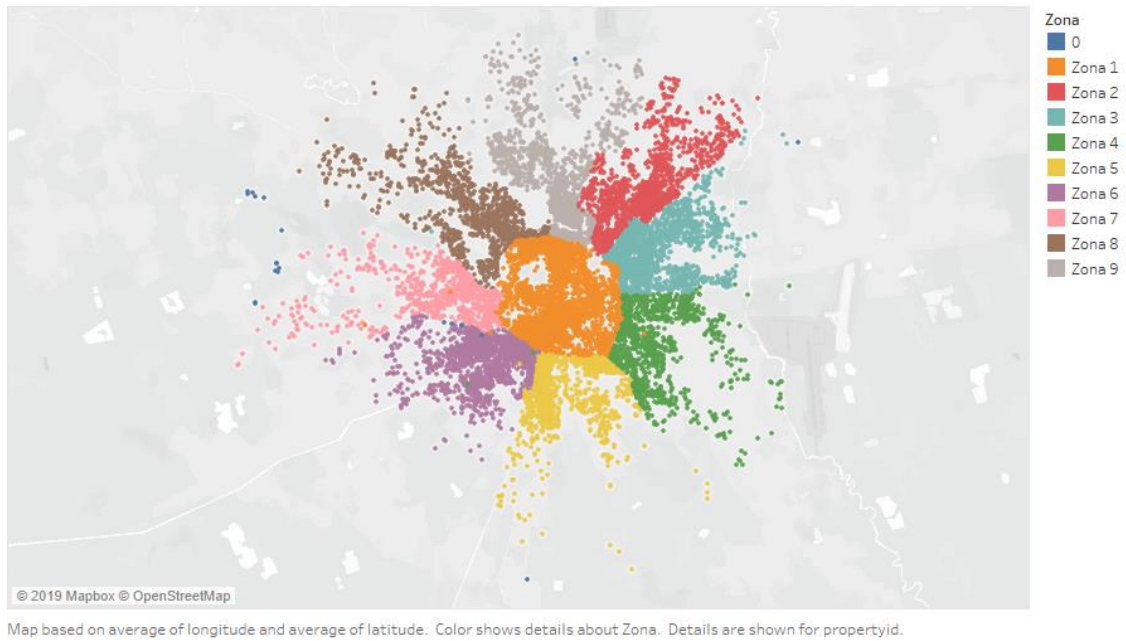 Zona
0
Zona 1
Zona 2
Zona 3
Zona 4
Zona 5
Zona 6
Zona 7
Zona 8
Zona 9
© 2019 Mapbox © OpenStreetMap
Map based on average of longitude and average of latitude. Color shows details about Zona. Details are shown for propertyid.